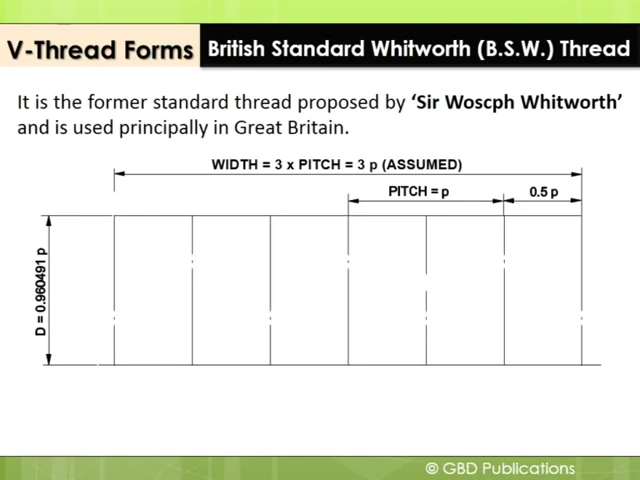 V-Thread Forms
British Standard Whitworth (B.S.W.) Thread
It is the former standard thread proposed by ‘Sir Woscph Whitworth’
and is used principally in Great Britain.
WIDTH = 3 x PITCH = 3 p (ASSUMED)
PITCH = p
0.5 p
D = 0.960491 p
© GBD Publications